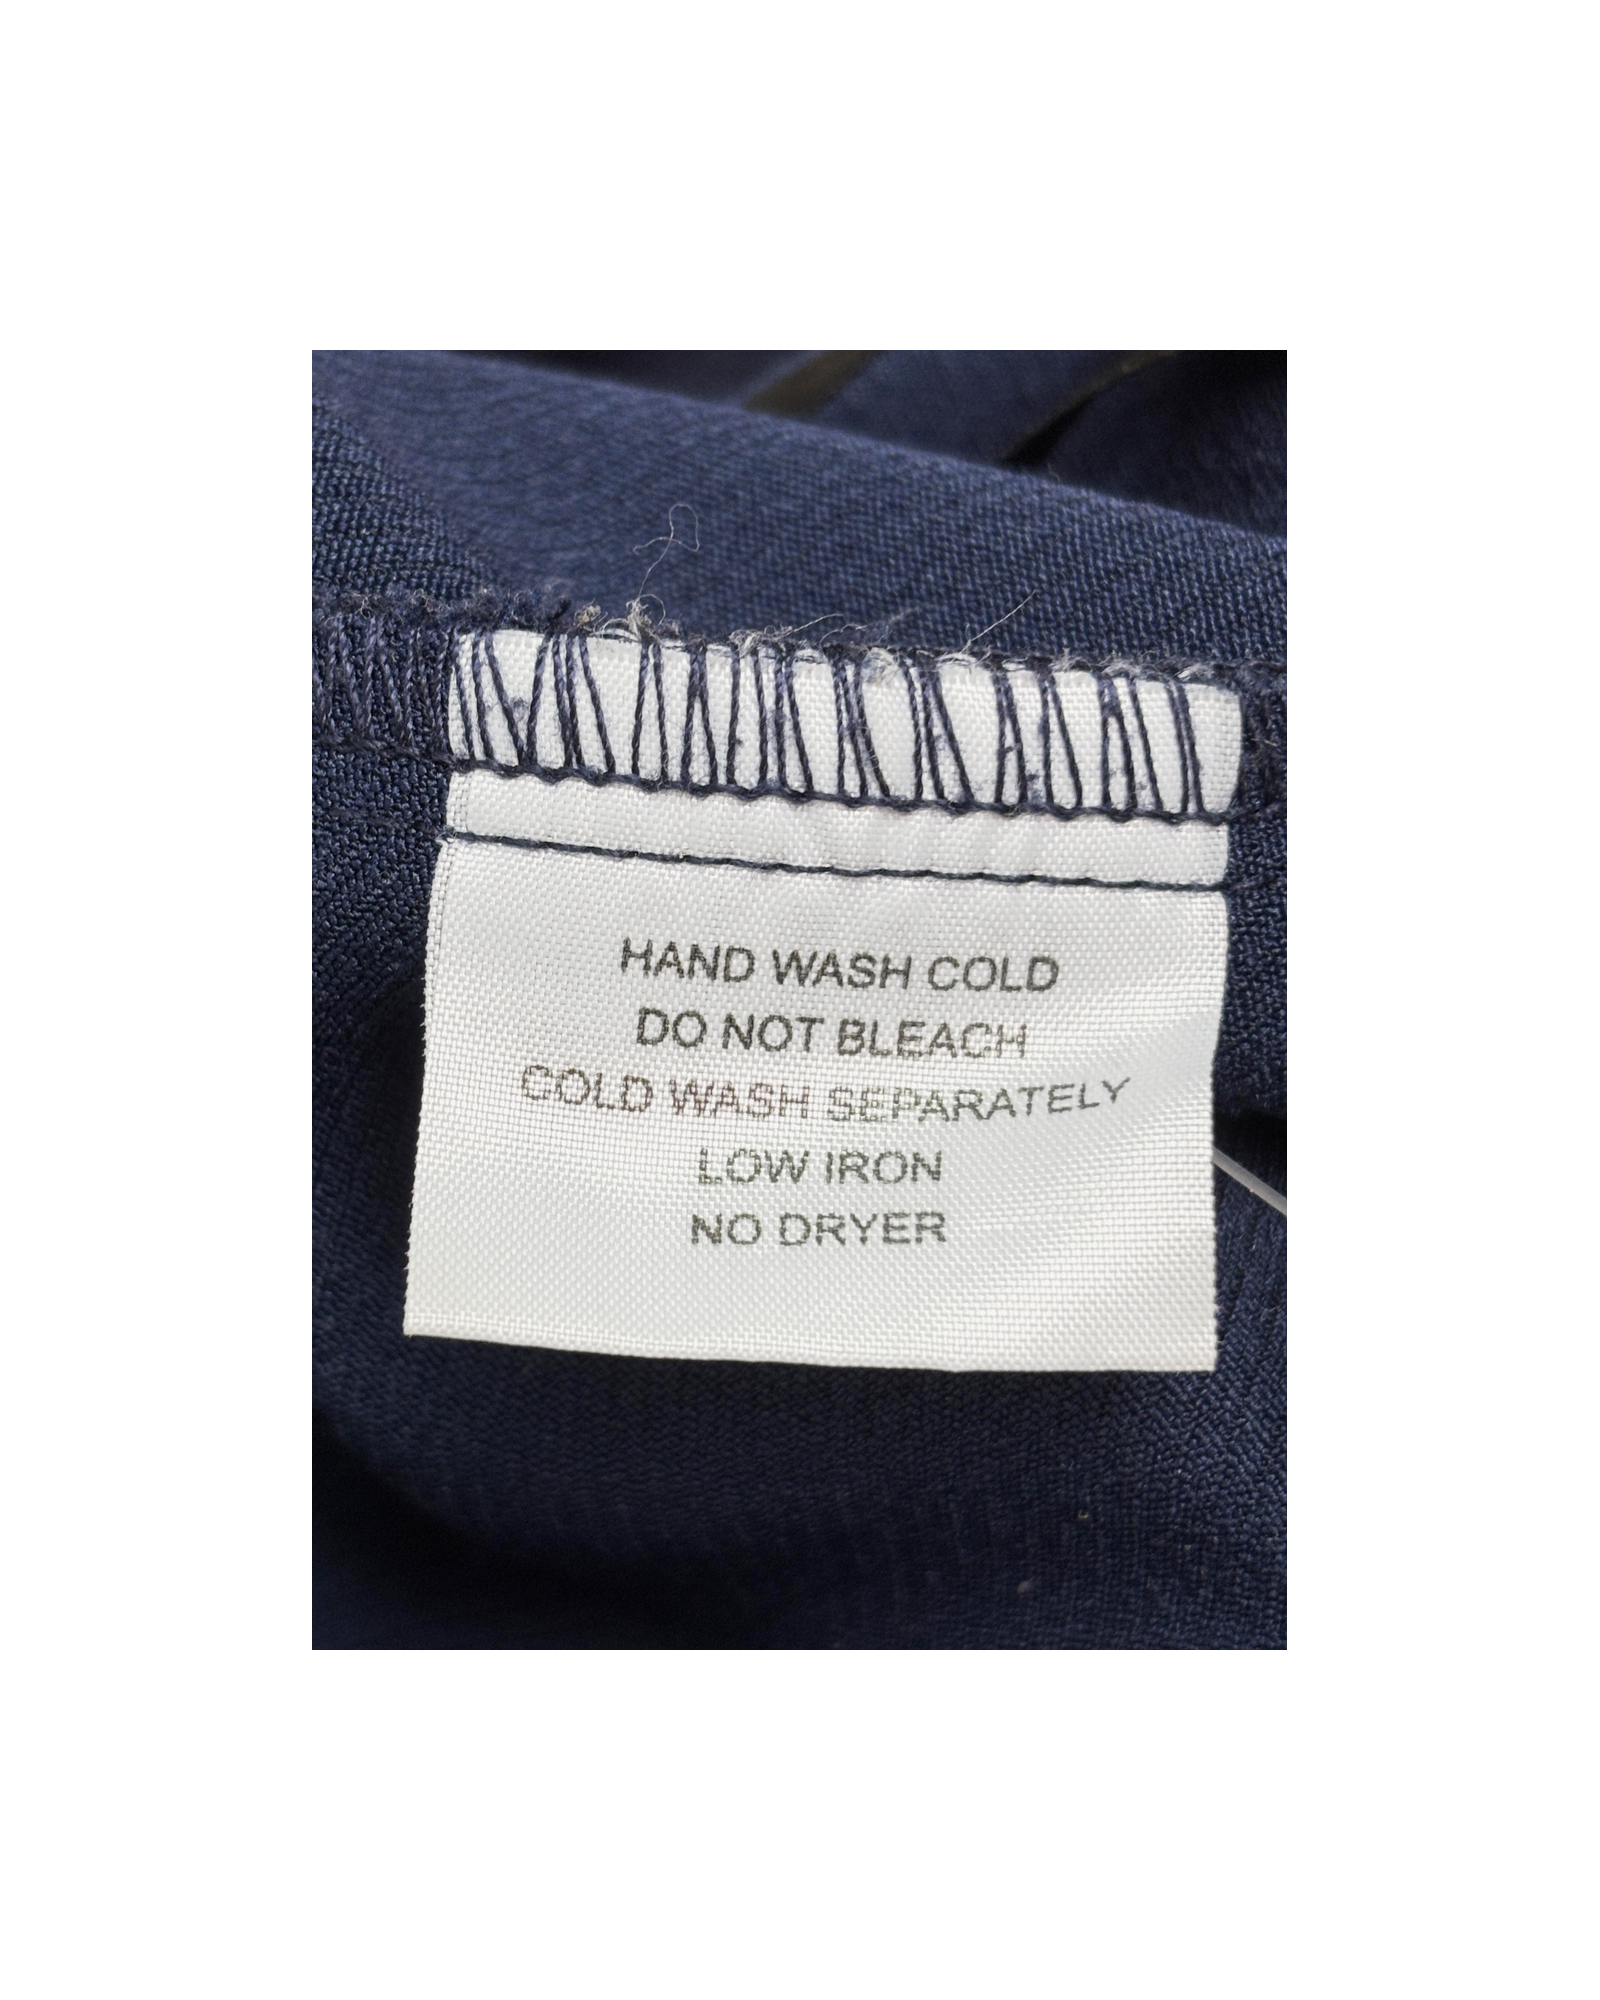 HAND WASH COLD
DO NOT BLEACH
COLD WASH SEPARATELY
LOW IRON
NO DRYER